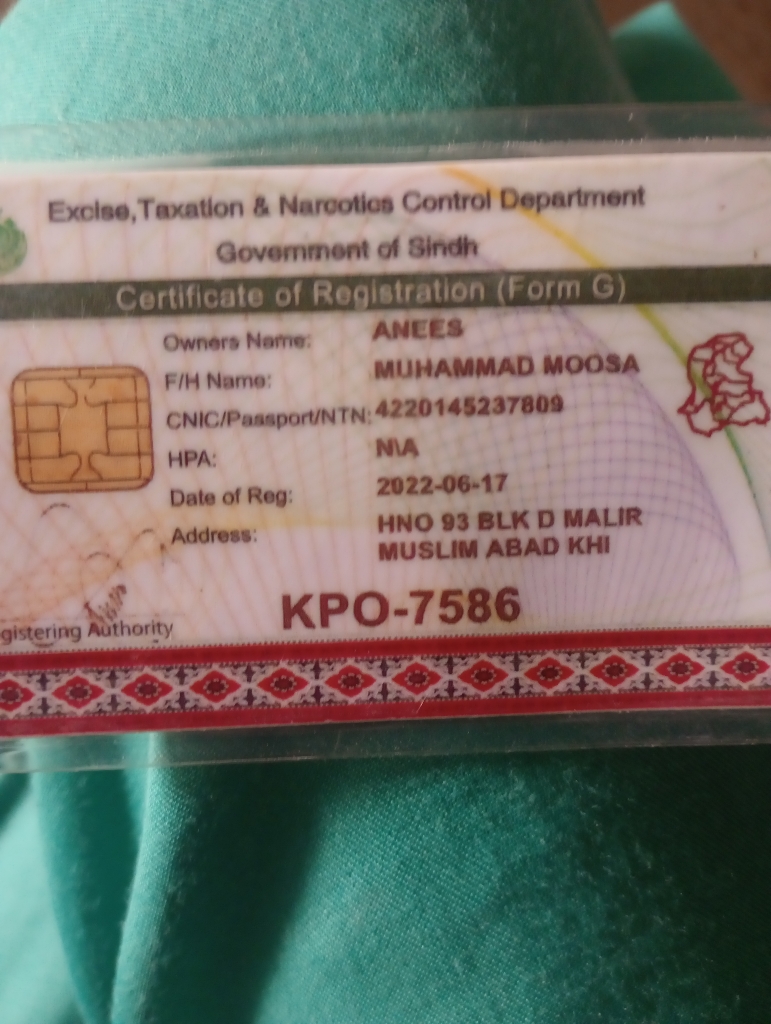 Excise,Taxation & Narcotics Control Department
Government of Sindh
Certificate of Registration (Form G)
Owners Name: ANEES
F/H Name: MUHAMMAD MOOSA
CNIC/Passport/NTN: 4220145237809
HPA: N\A
Date of Reg: 2022-06-17
Address: HNO 93 BLK D MALIR
MUSLIM ABAD KHI
KPO-7586
gistering Authority